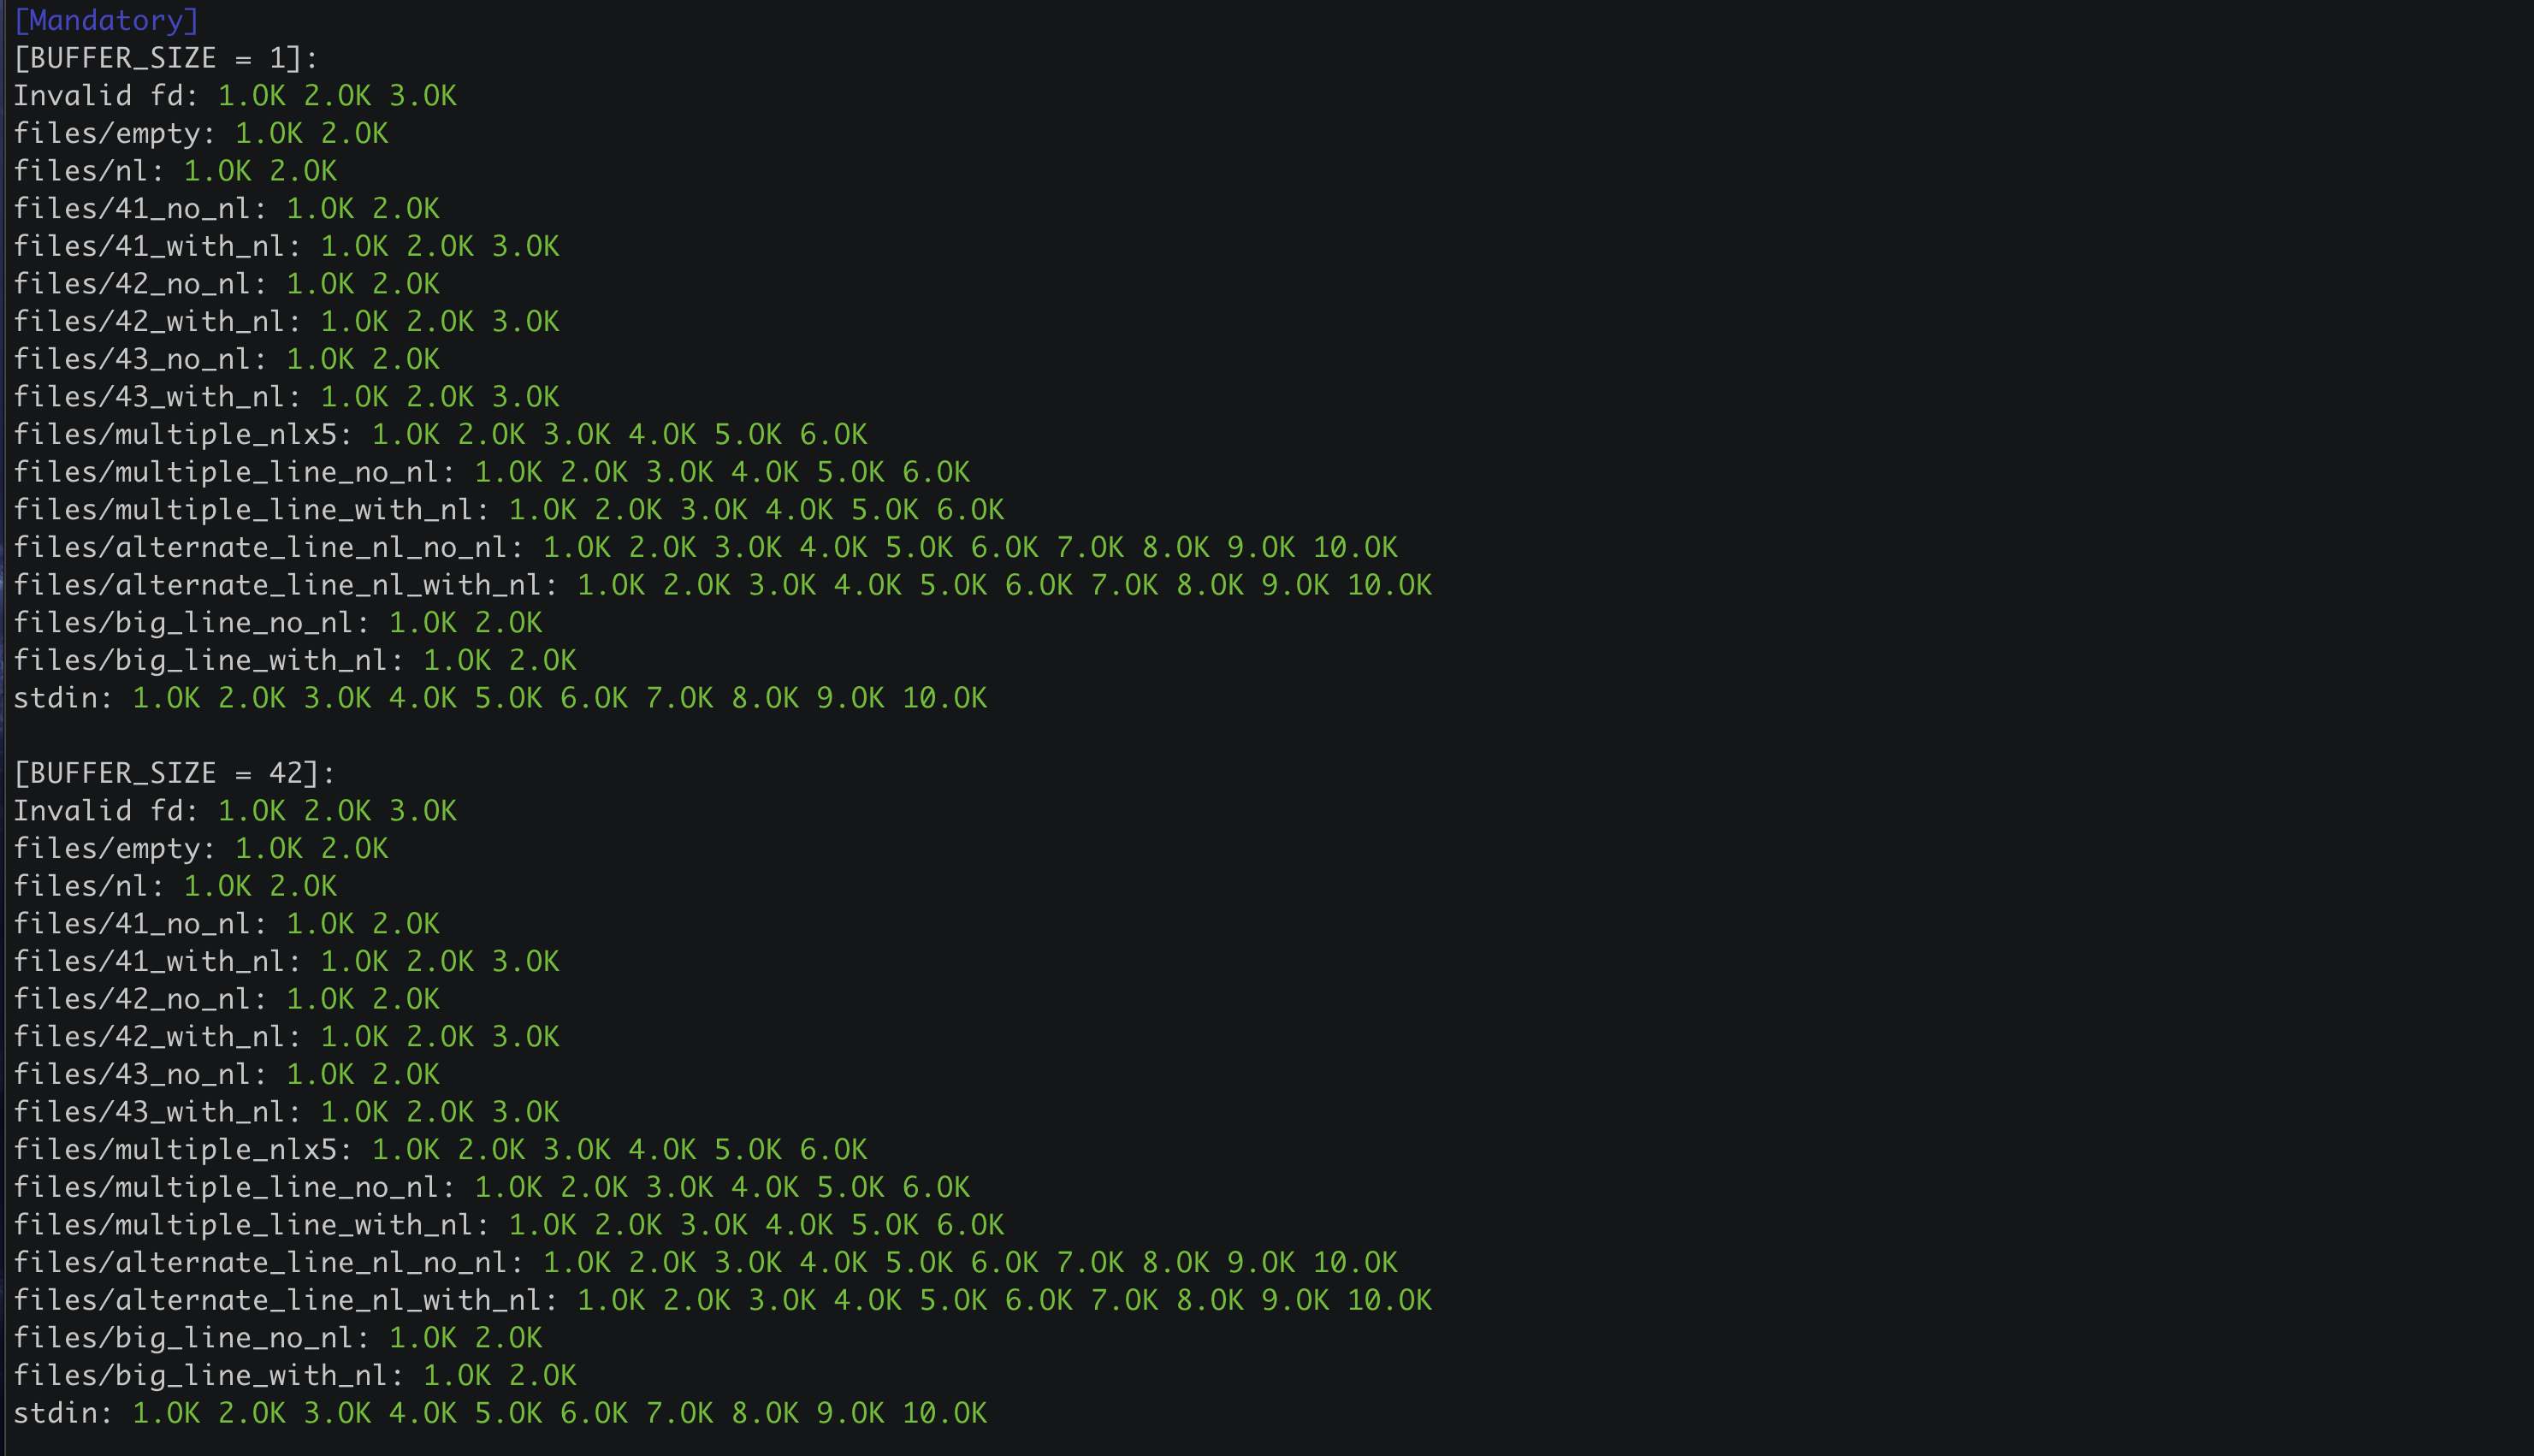 [Mandatory]
[BUFFER_SIZE = 1]:
Invalid fd: 1.OK 2.OK 3.OK
files/empty: 1.OK 2.OK
files/nl: 1.OK 2.OK
files/41_no_nl: 1.OK 2.OK
files/41_with_nl: 1.OK 2.OK 3.OK
files/42_no_nl: 1.OK 2.OK
files/42_with_nl: 1.OK 2.OK 3.OK
files/43_no_nl: 1.OK 2.OK
files/43_with_nl: 1.OK 2.OK 3.OK
files/multiple_nlx5: 1.OK 2.OK 3.OK 4.OK 5.OK 6.OK
files/multiple_line_no_nl: 1.OK 2.OK 3.OK 4.OK 5.OK 6.OK
files/multiple_line_with_nl: 1.OK 2.OK 3.OK 4.OK 5.OK 6.OK
files/alternate_line_nl_no_nl: 1.OK 2.OK 3.OK 4.OK 5.OK 6.OK 7.OK 8.OK 9.OK 10.OK
files/alternate_line_nl_with_nl: 1.OK 2.OK 3.OK 4.OK 5.OK 6.OK 7.OK 8.OK 9.OK 10.OK
files/big_line_no_nl: 1.OK 2.OK
files/big_line_with_nl: 1.OK 2.OK
stdin: 1.OK 2.OK 3.OK 4.OK 5.OK 6.OK 7.OK 8.OK 9.OK 10.OK

[BUFFER_SIZE = 42]:
Invalid fd: 1.OK 2.OK 3.OK
files/empty: 1.OK 2.OK
files/nl: 1.OK 2.OK
files/41_no_nl: 1.OK 2.OK
files/41_with_nl: 1.OK 2.OK 3.OK
files/42_no_nl: 1.OK 2.OK
files/42_with_nl: 1.OK 2.OK 3.OK
files/43_no_nl: 1.OK 2.OK
files/43_with_nl: 1.OK 2.OK 3.OK
files/multiple_nlx5: 1.OK 2.OK 3.OK 4.OK 5.OK 6.OK
files/multiple_line_no_nl: 1.OK 2.OK 3.OK 4.OK 5.OK 6.OK
files/multiple_line_with_nl: 1.OK 2.OK 3.OK 4.OK 5.OK 6.OK
files/alternate_line_nl_no_nl: 1.OK 2.OK 3.OK 4.OK 5.OK 6.OK 7.OK 8.OK 9.OK 10.OK
files/alternate_line_nl_with_nl: 1.OK 2.OK 3.OK 4.OK 5.OK 6.OK 7.OK 8.OK 9.OK 10.OK
files/big_line_no_nl: 1.OK 2.OK
files/big_line_with_nl: 1.OK 2.OK
stdin: 1.OK 2.OK 3.OK 4.OK 5.OK 6.OK 7.OK 8.OK 9.OK 10.OK